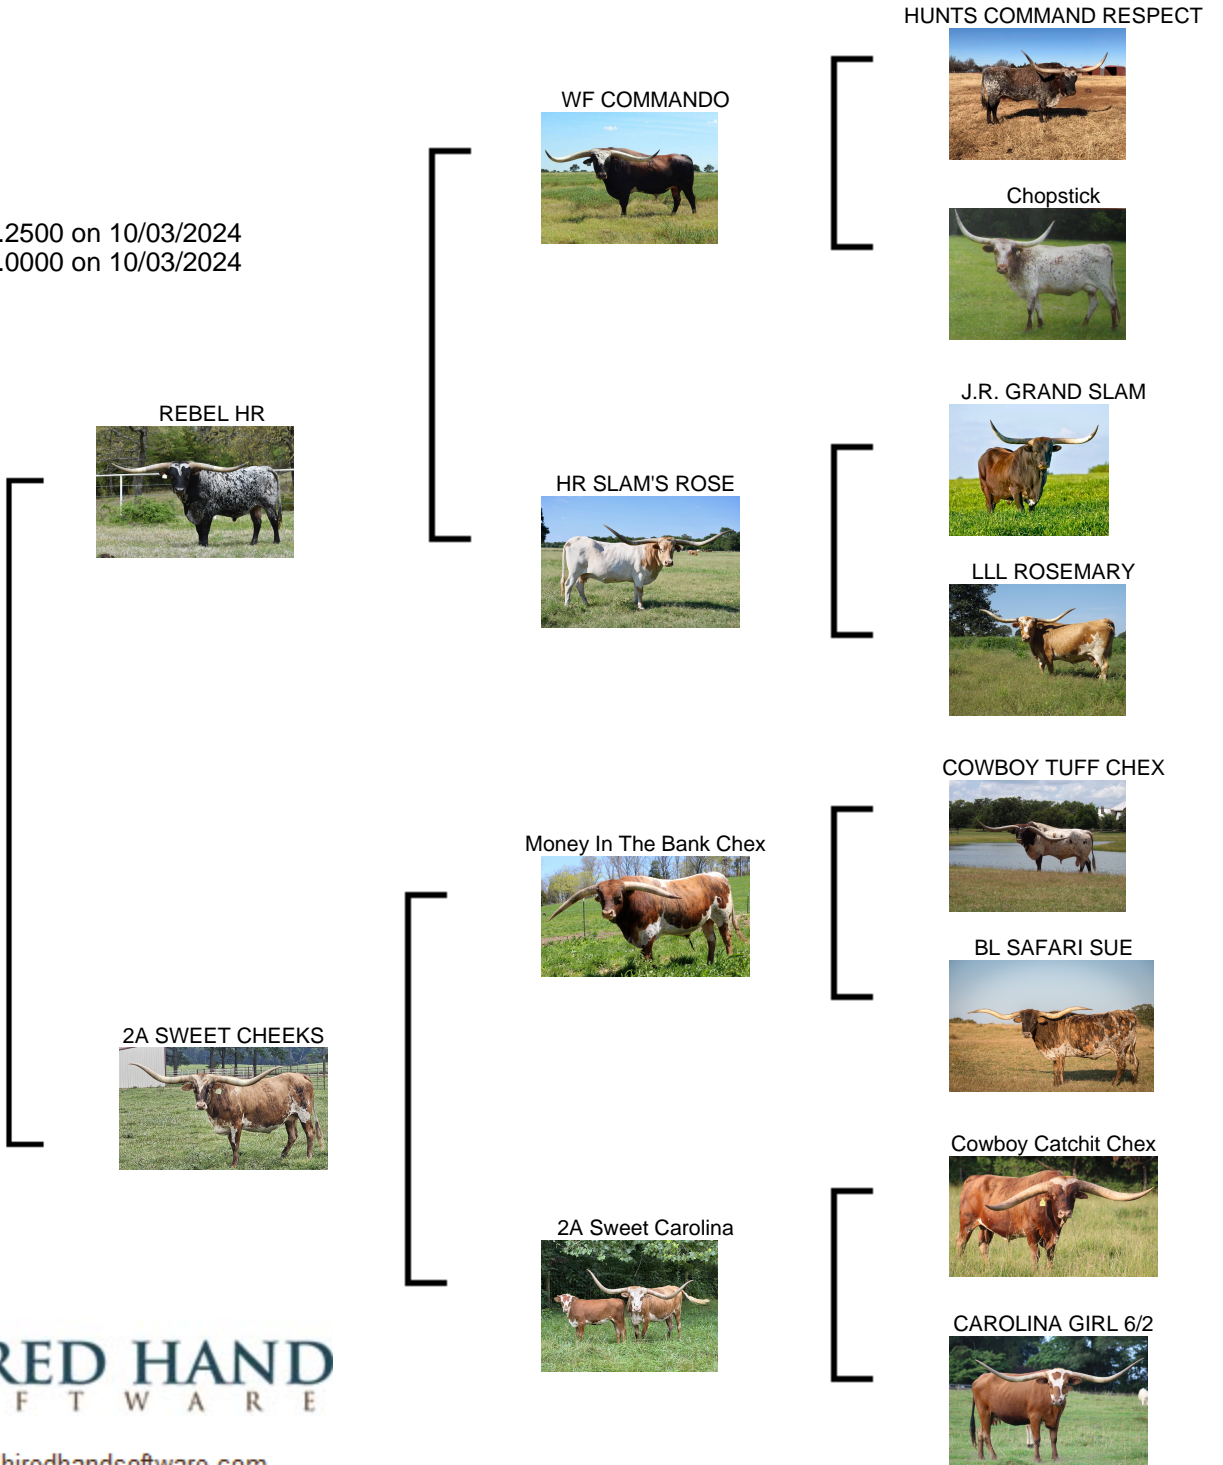 HUNTS COMMAND RESPECT
WF COMMANDO
Chopstick
.2500 on 10/03/2024
.0000 on 10/03/2024
J.R. GRAND SLAM
REBEL HR
HR SLAM'S ROSE
LLL ROSEMARY
COWBOY TUFF CHEX
Money In The Bank Chex
BL SAFARI SUE
2A SWEET CHEEKS
Cowboy Catchit Chex
2A Sweet Carolina
CAROLINA GIRL 6/2
RED HAND
F T W A R E
hiredhandsoftware.com